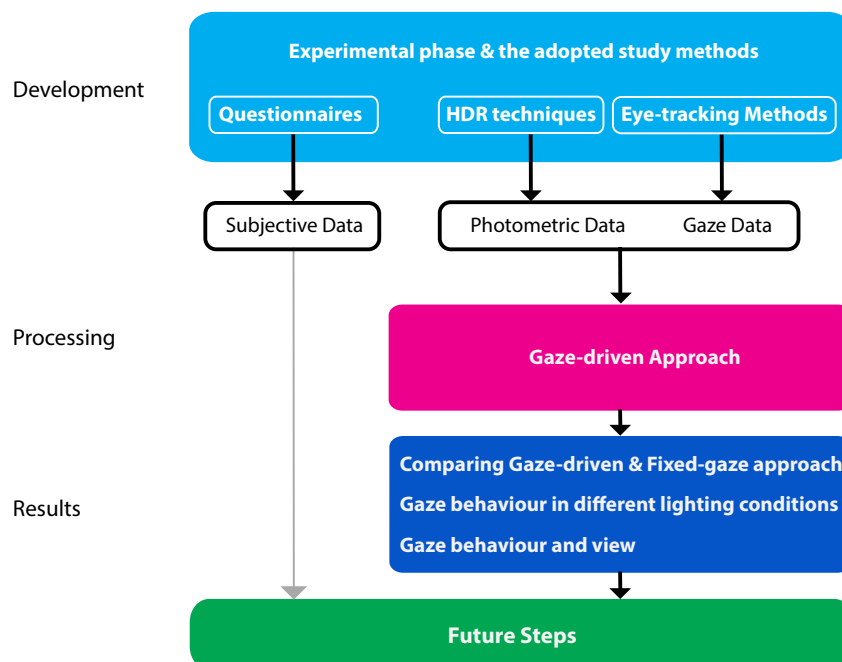 Experimental phase & the adopted study methods
Development
Questionnaires
HDR techniques
Eye-tracking Methods
Subjective Data
Photometric Data
Gaze Data
Processing
Gaze-driven Approach
Comparing Gaze-driven & Fixed-gaze approach
Gaze behaviour in different lighting conditions
Results
Gaze behaviour and view
Future Steps